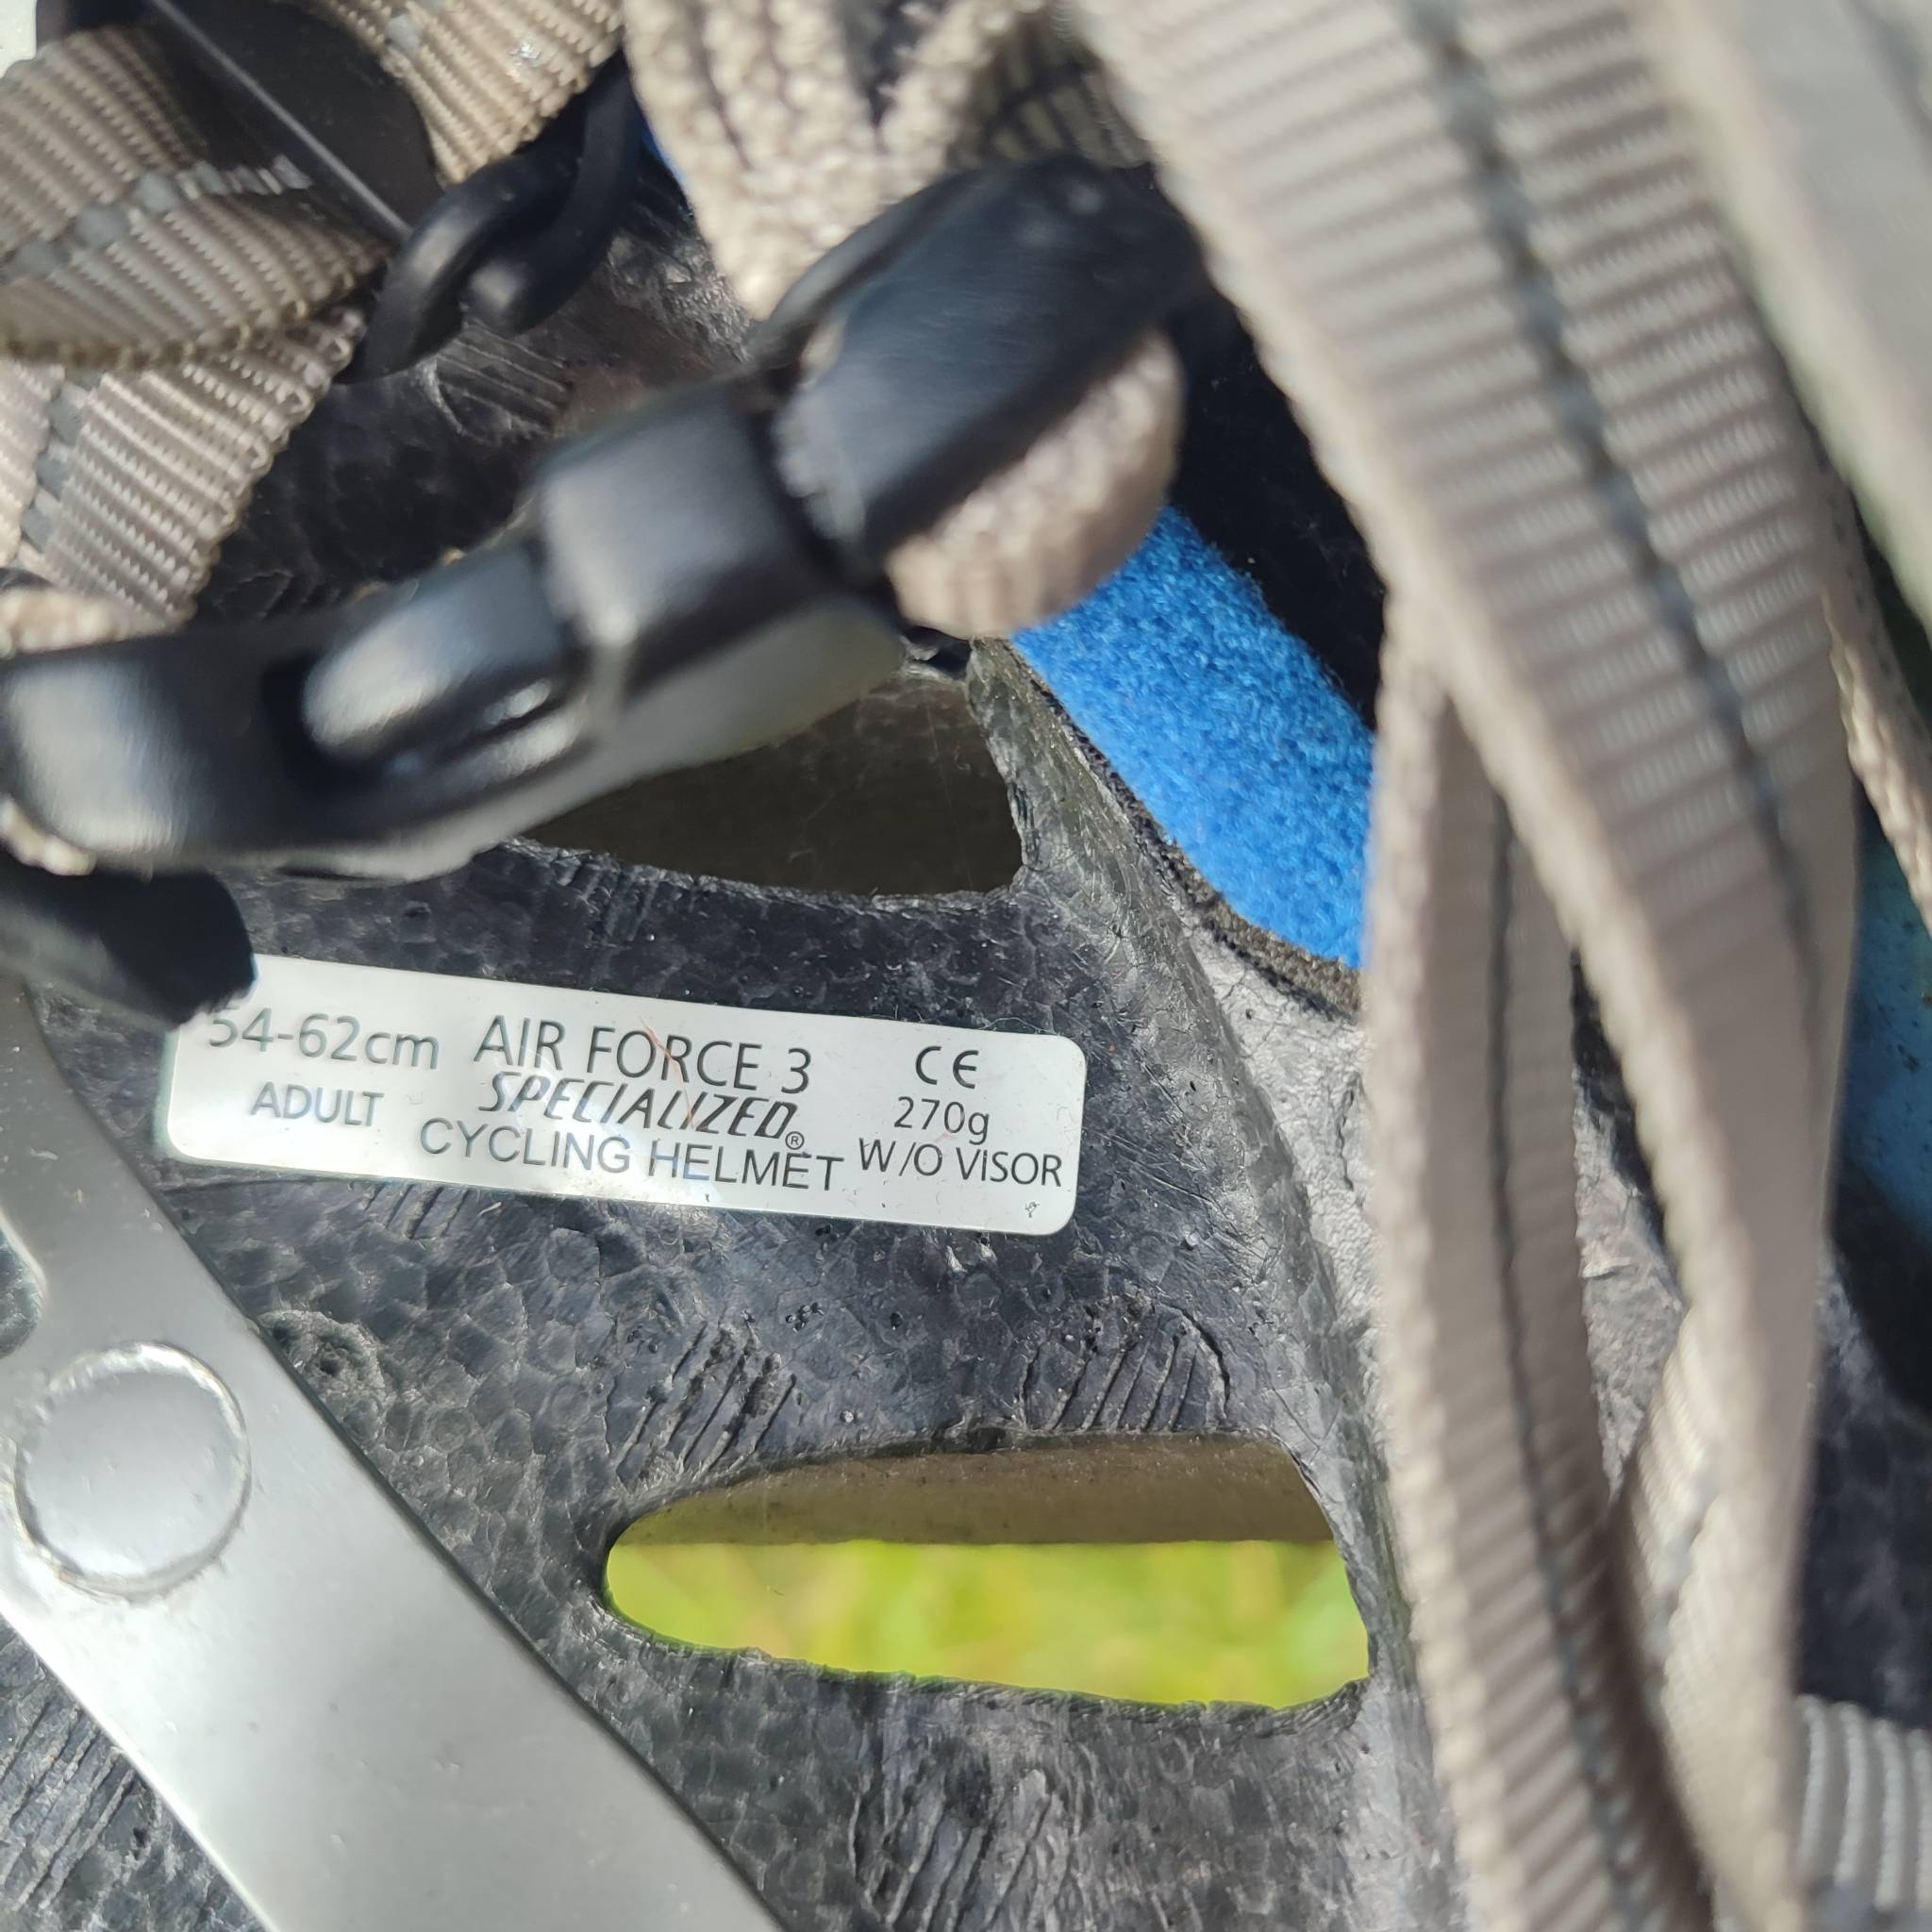 54-62cm AIR FORCE 3 CE
ADULT SPECIALIZED® 270g
CYCLING HELMET W/O VISOR